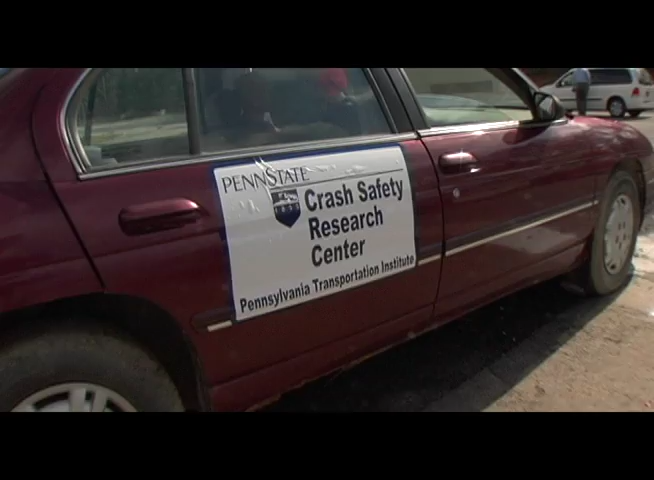 PENNSTATE
Crash Safety
Research
Center
Pennsylvania Transportation Institute